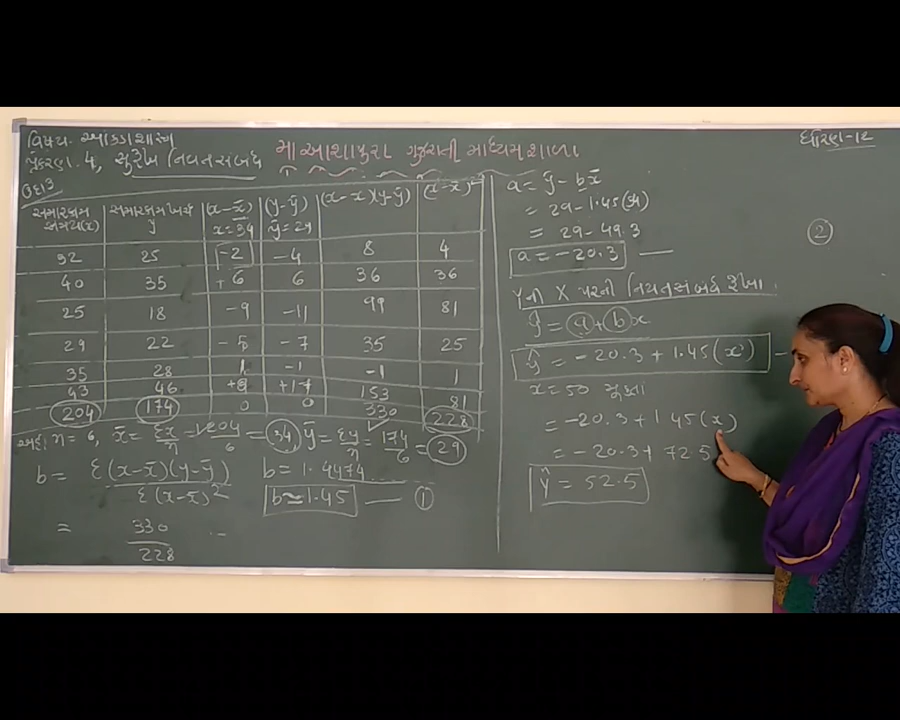 વિષય. આંકડાશાસ્ત્ર
પ્રકરણ. 4, સુરેખ નિયતસંબંધ
મા આશાપુરા ગુજરાતી માધ્યમ શાળા
ધોરણ-12
ઉદા 3
(x)
y
(x-x̄)
x̄=34
(y-ȳ)
ȳ=29
(x-x̄)(y-ȳ)
(x-x̄)²
32 25 -2 -4 8 4
40 35 +6 6 36 36
25 18 -9 -11 99 81
29 22 -5 -7 35 25
35 28 1 -1 -1 1
43 46 +9 +17 153 81
204 174 0 0 330 228
અહીં n = 6, x̄ = Σx/n = 204/6 = 34, ȳ = Σy/n = 174/6 = 29
b = Σ(x-x̄)(y-ȳ) / Σ(x-x̄)²
= 330/228
b = 1.4474
b ≈ 1.45 — ①
a = ȳ - bx̄
= 29 - 1.45(34)
= 29 - 49.3
a = -20.3 —
②
Yની X પરની નિયતસંબંધ રેખા
ŷ = a + bx
ŷ = -20.3 + 1.45(x) -
x = 50 મૂકતા
= -20.3 + 1.45(x)
= -20.3 + 72.5
ŷ = 52.5